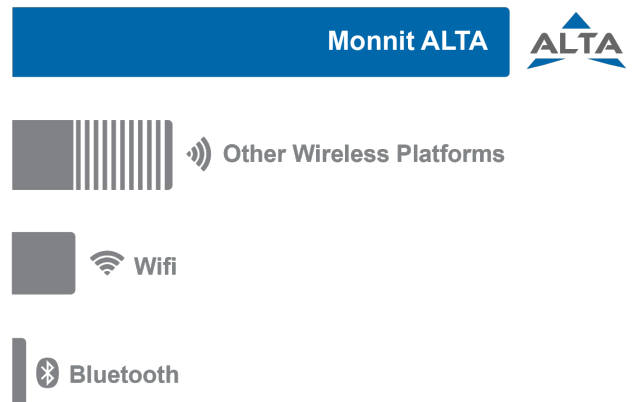 Monnit ALTA
ALTA
Other Wireless Platforms
Wifi
Bluetooth